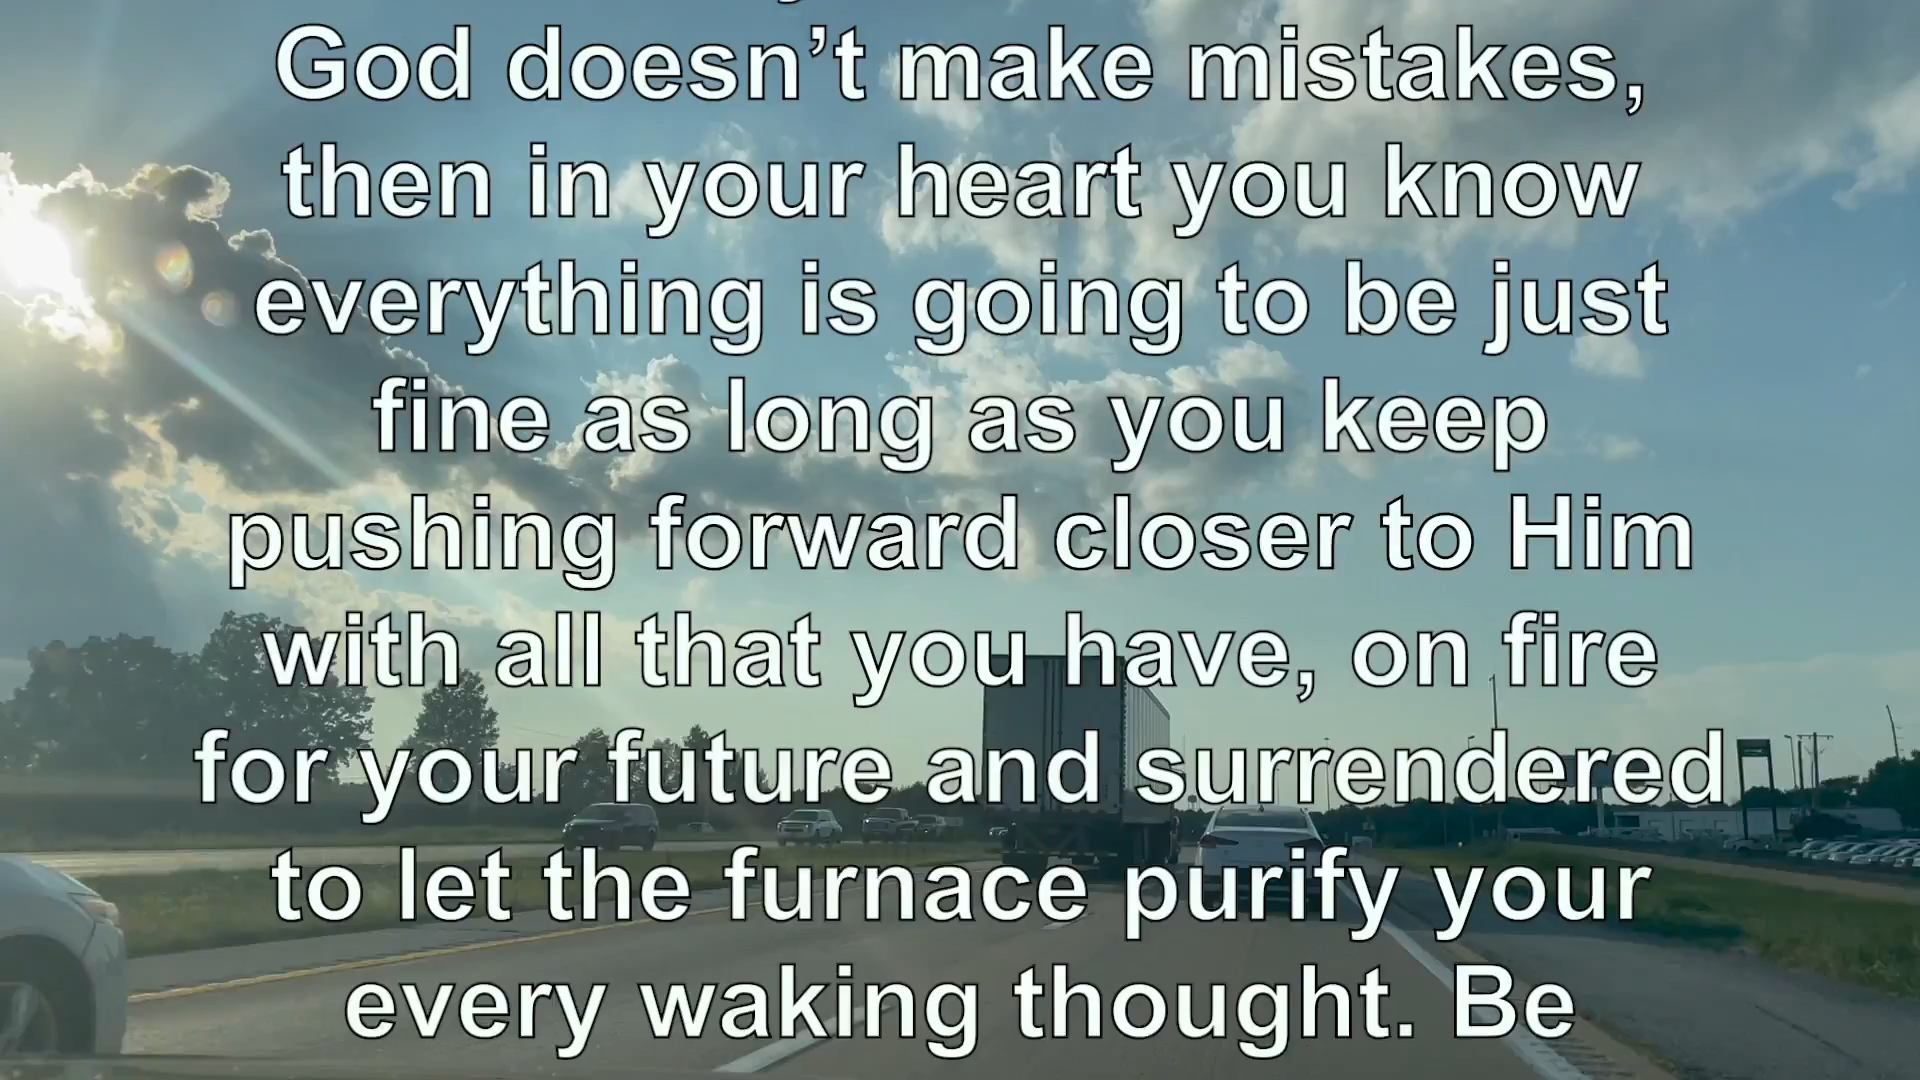 God doesn’t make mistakes,
then in your heart you know
everything is going to be just
fine as long as you keep
pushing forward closer to Him
with all that you have, on fire
for your future and surrendered
to let the furnace purify your
every waking thought. Be